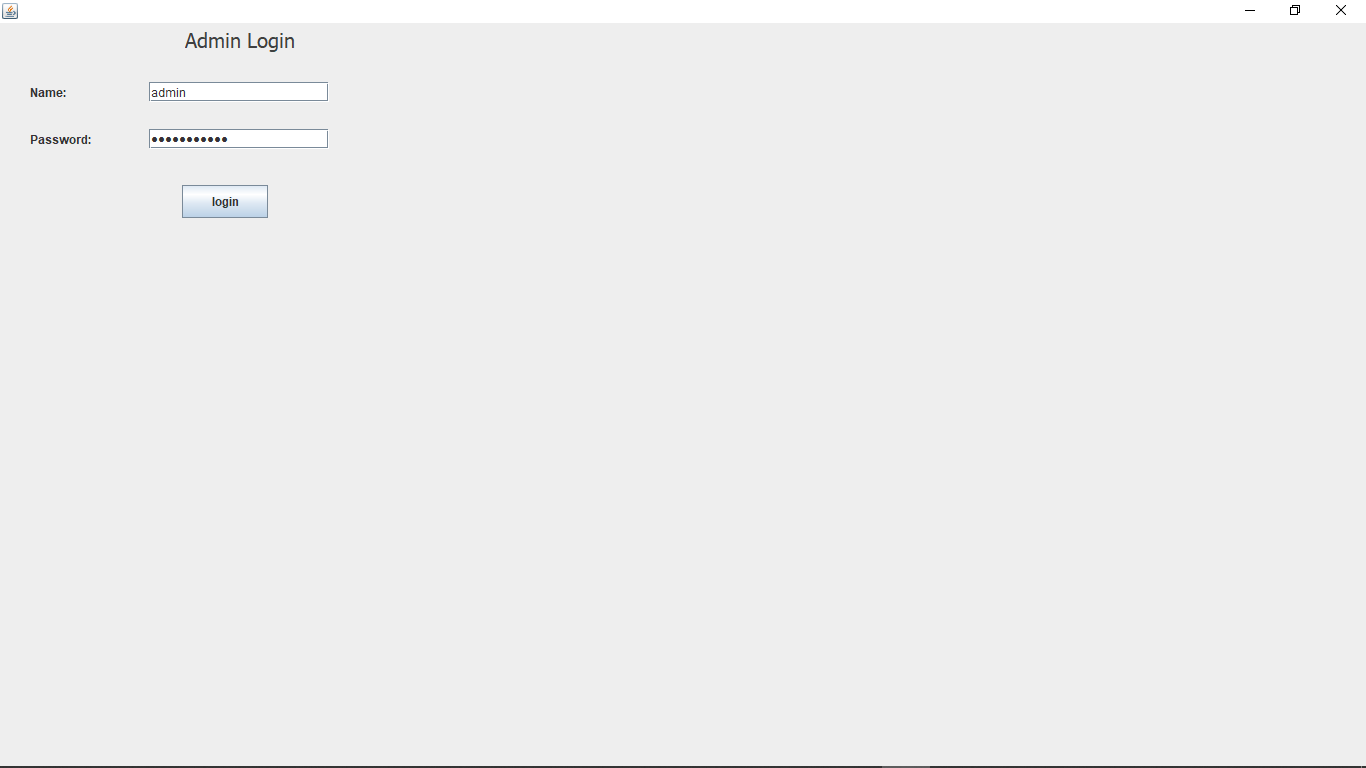 Admin Login
Name: admin
Password: •••••••••••
login